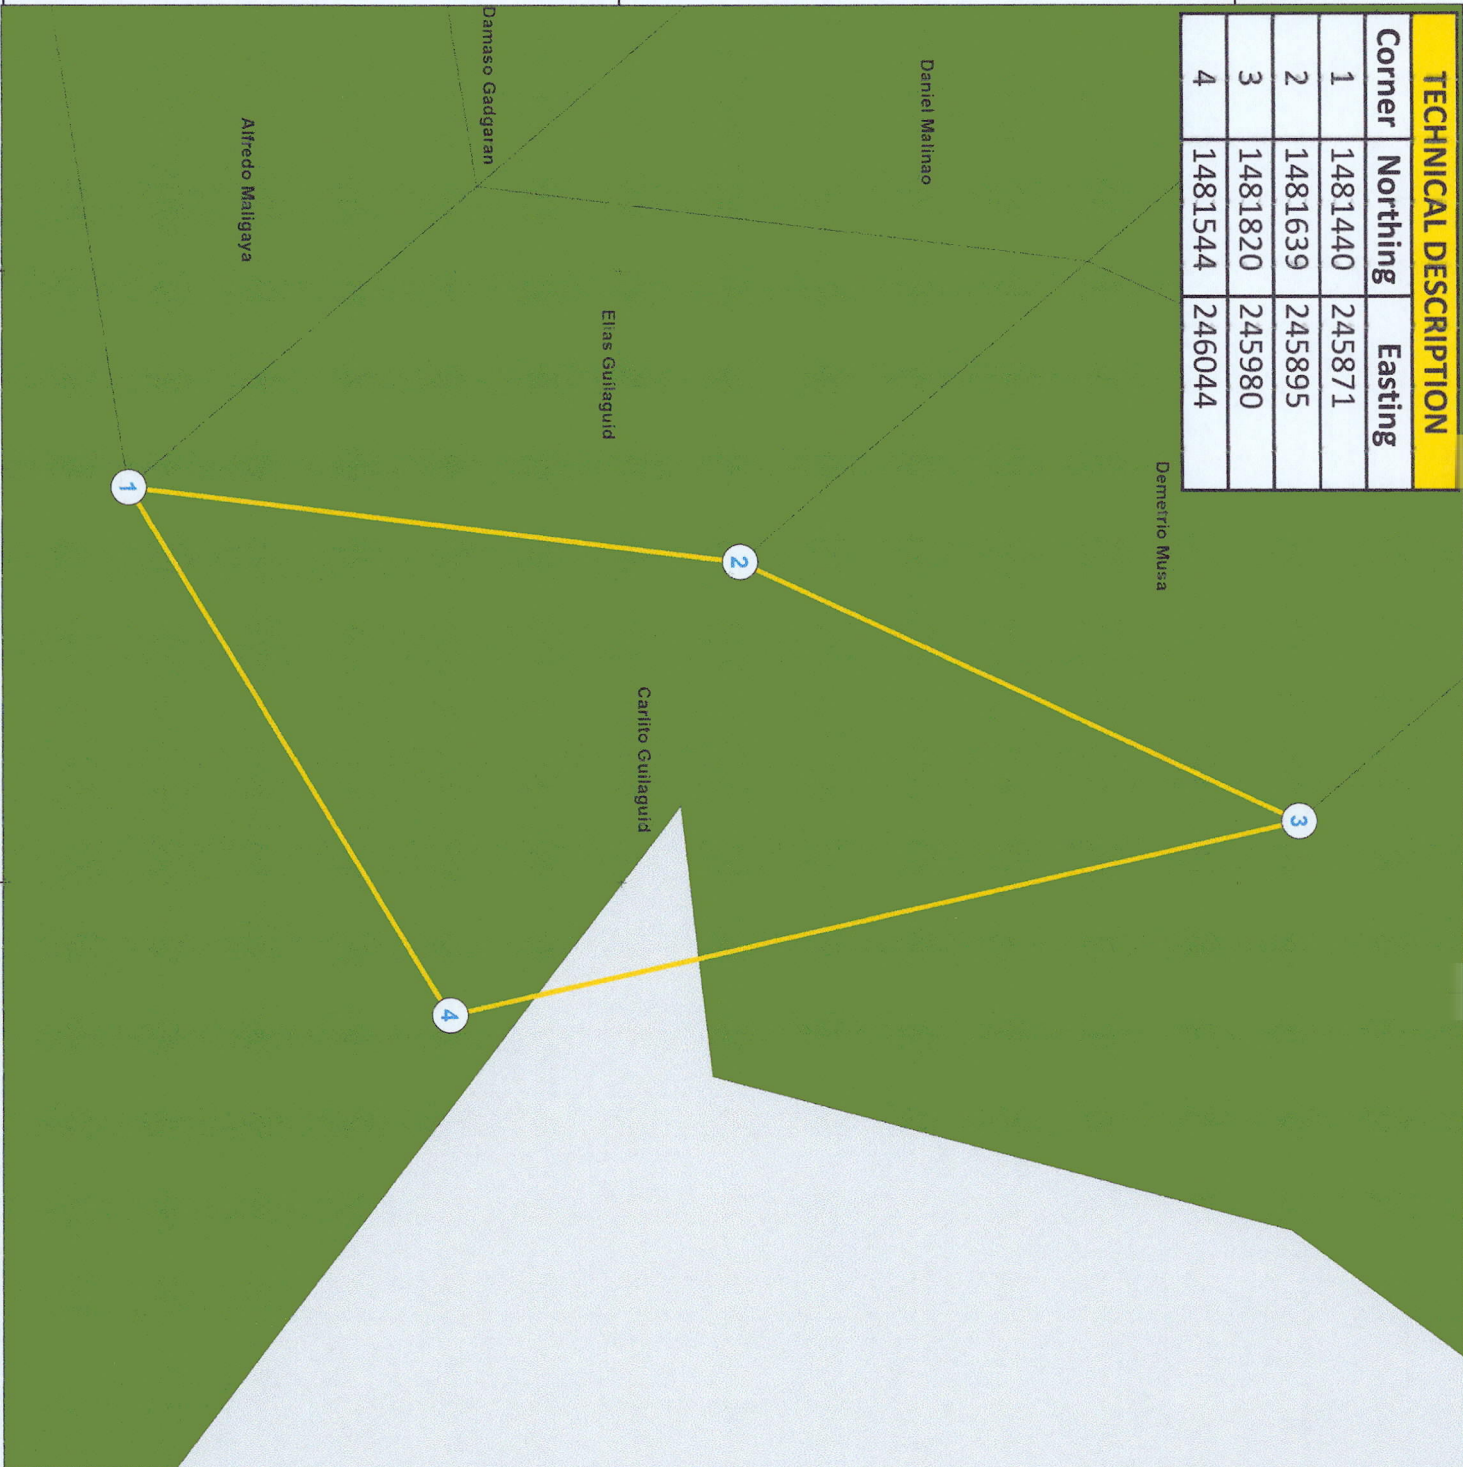 TECHNICAL DESCRIPTION
Corner Northing Easting
1 1481440 245871
2 1481639 245895
3 1481820 245980
4 1481544 246044
Demetrio Musa
Daniel Malinao
Damaso Gadgaran
Alfredo Maligaya
Elias Guilaguid
Carlito Guilaguid
3
2
1
4